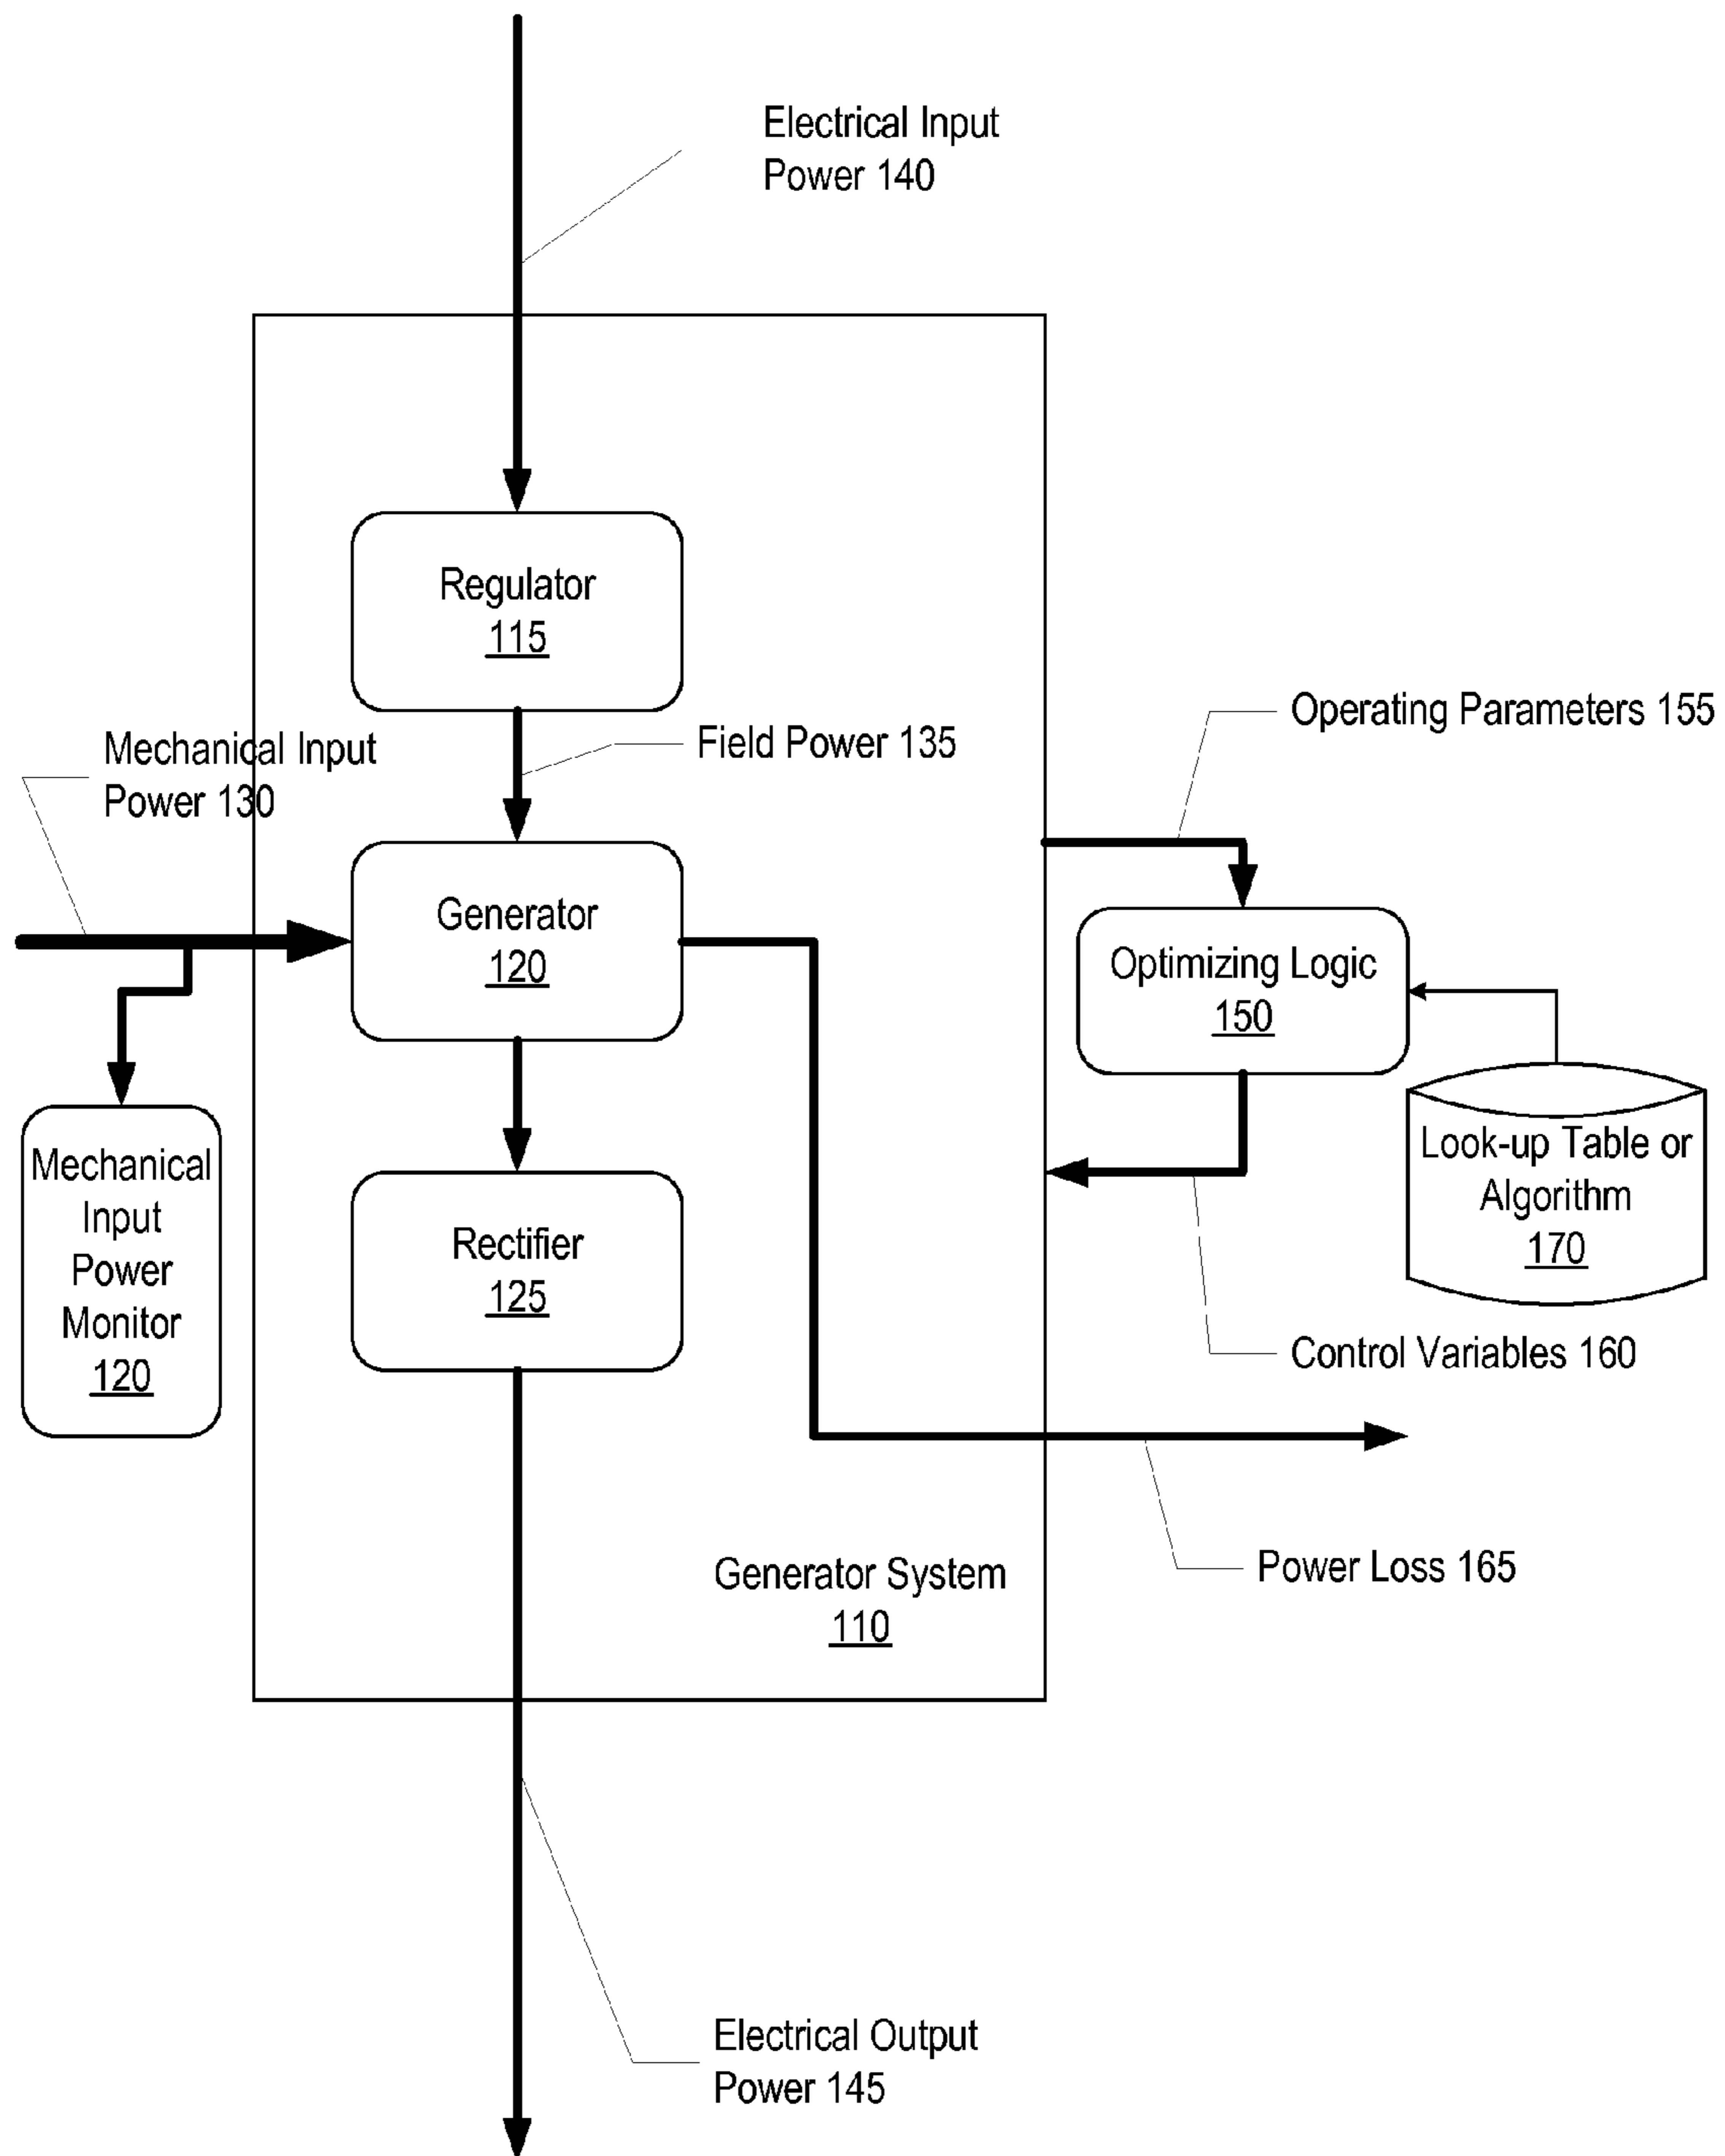 Electrical Input
Power 140
Regulator
115
Operating Parameters 155
Mechanical Input
Power 130
Field Power 135
Generator
120
Optimizing Logic
150
Mechanical
Input
Power
Monitor
120
Look-up Table or
Algorithm
170
Rectifier
125
Control Variables 160
Generator System
110
Power Loss 165
Electrical Output
Power 145